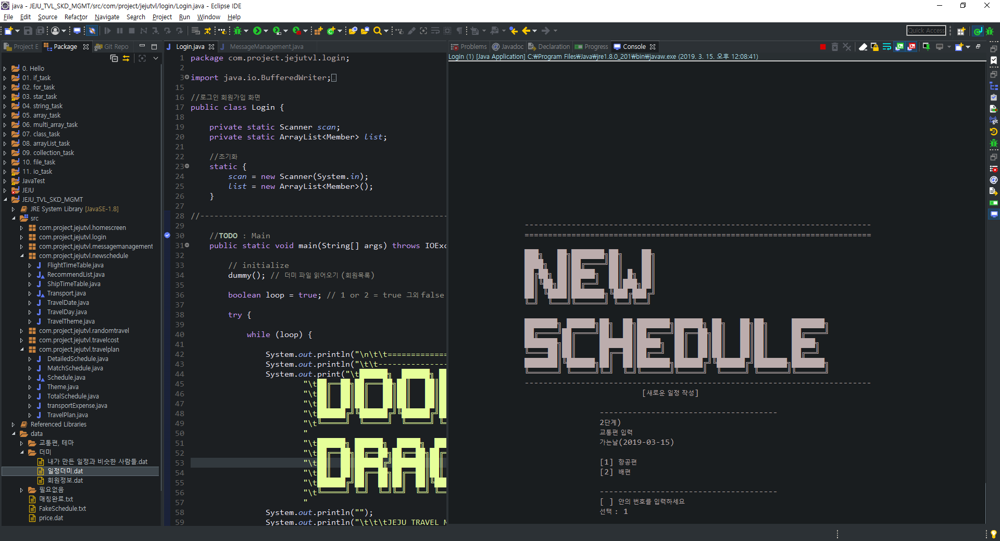 java - JEJU_TVL_SKD_MGMT/src/com/project/jejutvl/login/Login.java - Eclipse IDE
File Edit Source Refactor Navigate Search Project Run Window Help
Quick Access
Project E Package Git Repo
0. Hello
01. if_task
02. for_task
03. star_task
04. string_task
05. array_task
06. multi_array_task
07. class_task
08. arrayList_task
09. collection_task
10. file_task
11. io_task
JavaTest
JEJU
JEJU_TVL_SKD_MGMT
JRE System Library [JavaSE-1.8]
src
com.project.jejutvl.homescreen
com.project.jejutvl.login
com.project.jejutvl.messagemanagement
com.project.jejutvl.newschedule
FlightTimeTable.java
RecommendList.java
ShipTimeTable.java
Transport.java
TravelDate.java
TravelDay.java
TravelTheme.java
com.project.jejutvl.randomtravel
com.project.jejutvl.travelcost
com.project.jejutvl.travelplan
DetailedSchedule.java
MatchSchedule.java
Schedule.java
Theme.java
TotalSchedule.java
transportExpense.java
TravelPlan.java
Referenced Libraries
data
교통편, 테마
더미
내가 만든 일정과 비슷한 사람들.dat
일정더미.dat
회원정보.dat
필요없음
매칭완료.txt
FakeSchedule.txt
price.dat
Login.java MessageManagement.java
1 package com.project.jejutvl.login;
2
3 import java.io.BufferedWriter;
15
16 //로그인 회원가입 화면
17 public class Login {
18
19 private static Scanner scan;
20 private static ArrayList<Member> list;
21
22 //초기화
23 static {
24 scan = new Scanner(System.in);
25 list = new ArrayList<Member>();
26 }
27
28 //-----------------------------------------------------
29
30 //TODO : Main
31 public static void main(String[] args) throws IOExc
32
33 // initialize
34 dummy(); // 더미 파일 읽어오기 (회원목록)
35
36 boolean loop = true; // 1 or 2 = true 그외 false
37
38 try {
39
40 while (loop) {
41
42 System.out.println("\n\t\t=============
43 System.out.println("\t\t---------------
44 System.out.print("\t
45 "\t
46 "\t
47 "\t
48 "\t
49 "\t
50 "
51 "\t
52 "\t
53 "\t
54 "\t
55 "\t
56 "\t
57 "
58 System.out.println("");
59 System.out.println("\t\t\tJEJU TRAVEL M
Problems Javadoc Declaration Progress Console
Login (1) [Java Application] C:₩Program Files₩Java₩jre1.8.0_201₩bin₩javaw.exe (2019. 3. 15. 오후 12:08:41)
--------------------------------------------------------------------------
==========================================================================
NEW
SCHEDULE
--------------------------------------------------------------------------
[새로운 일정 작성]
--------------------------------------
2단계)
교통편 입력
가는날(2019-03-15)
[1] 항공편
[2] 배편
--------------------------------------
[ ] 안의 번호를 입력하세요
선택 : 1